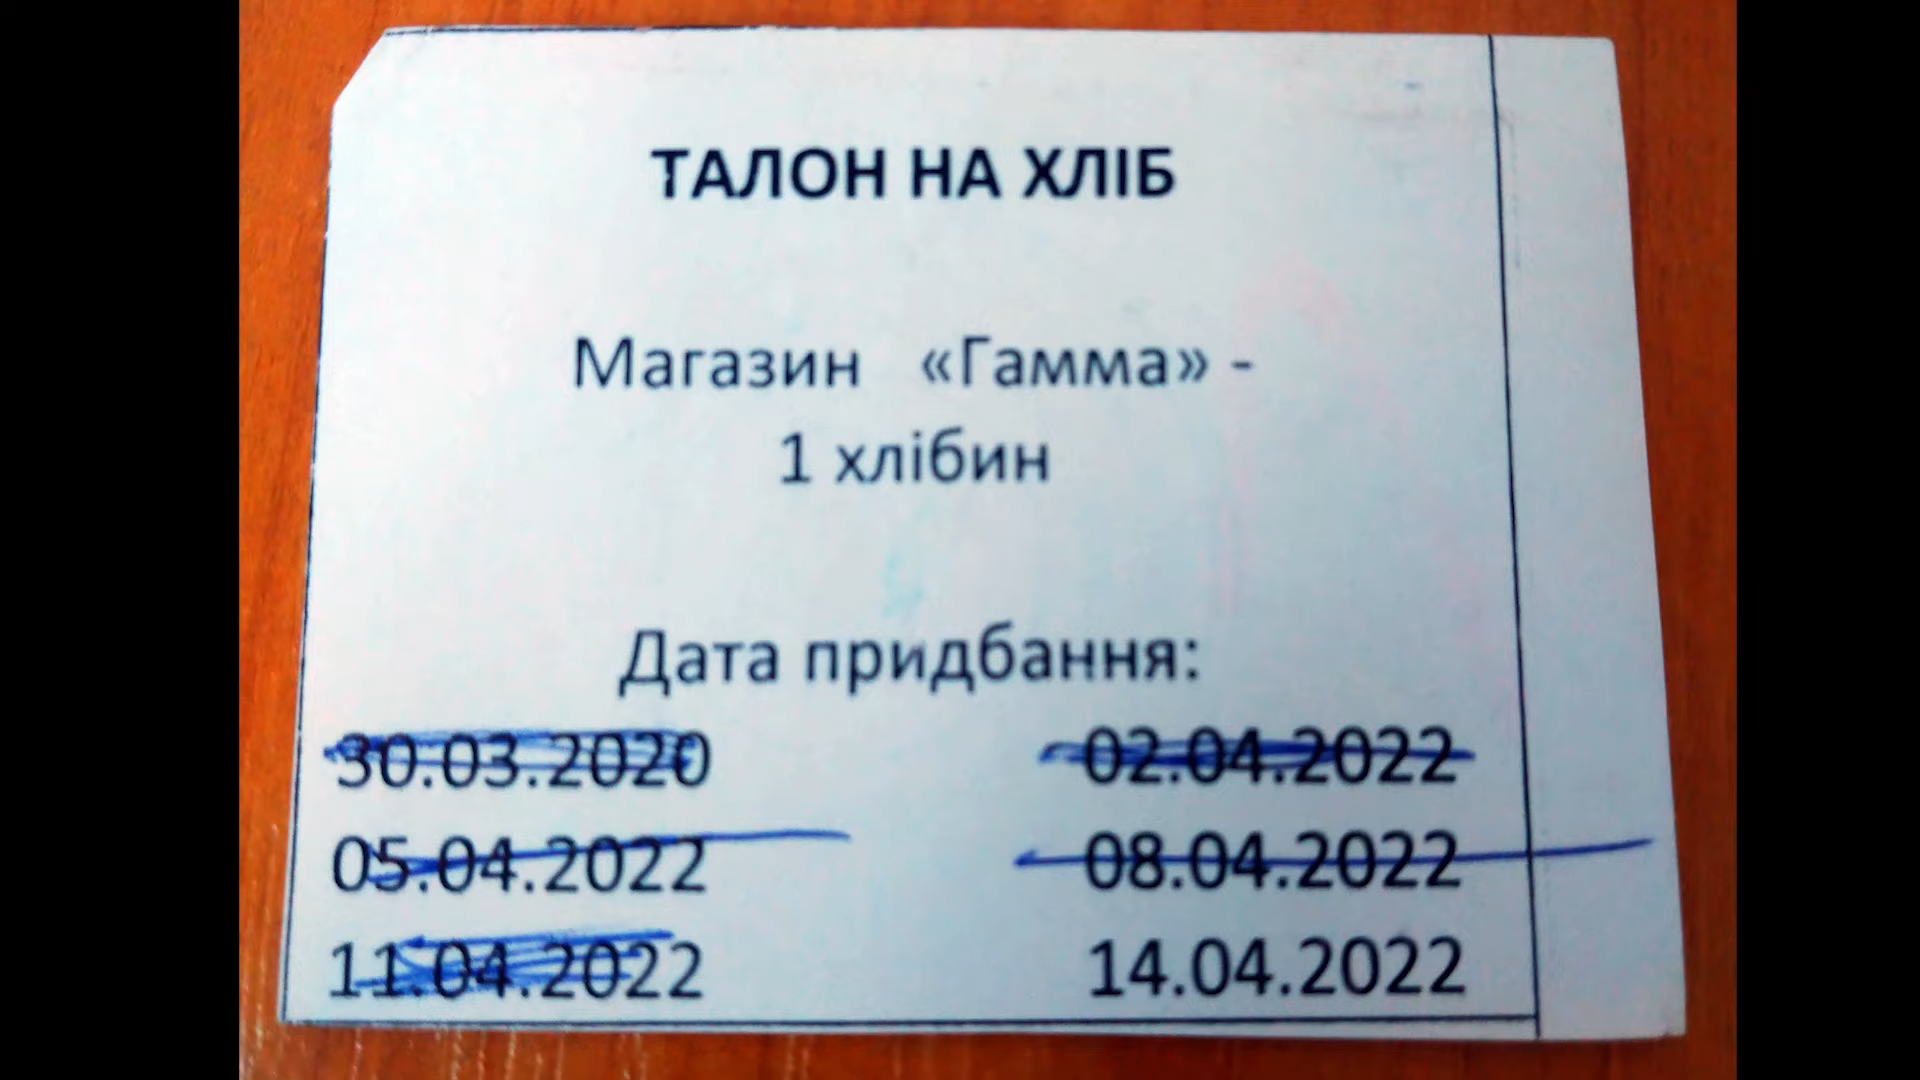 ТАЛОН НА ХЛІБ
Магазин «Гамма» -
1 хлібин
Дата придбання:
30.03.2020 02.04.2022
05.04.2022 08.04.2022
11.04.2022 14.04.2022